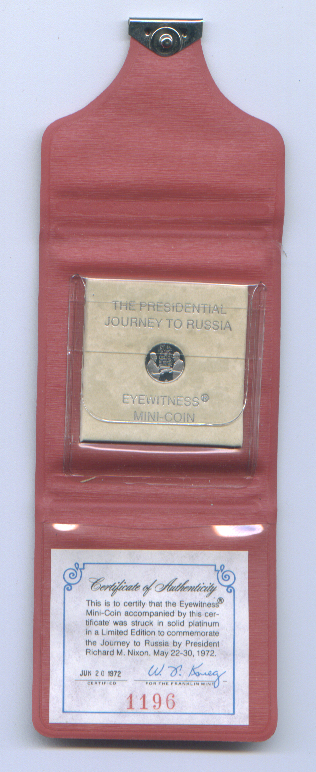 THE PRESIDENTIAL
JOURNEY TO RUSSIA
EYEWITNESS®
MINI-COIN
Certificate of Authenticity
This is to certify that the Eyewitness®
Mini-Coin accompanied by this cer-
tificate was struck in solid platinum
in a Limited Edition to commemorate
the Journey to Russia by President
Richard M. Nixon, May 22-30, 1972.
JUN 20 1972
CERTIFIED FOR THE FRANKLIN MINT
1196